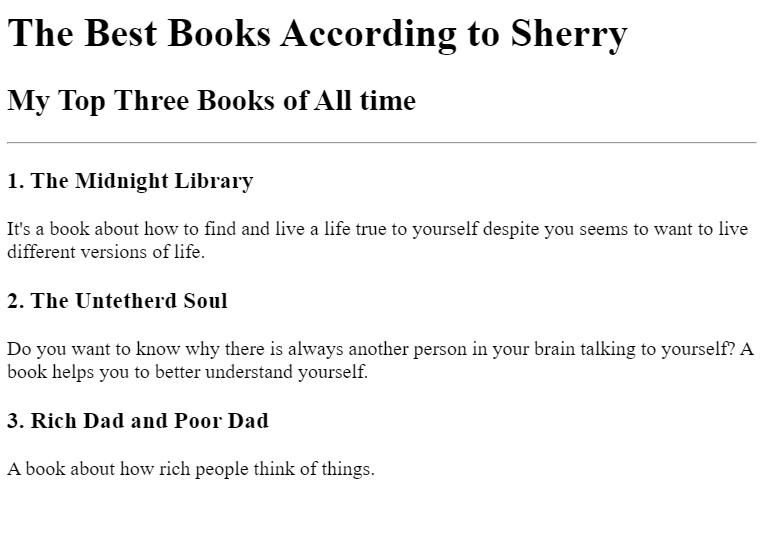 The Best Books According to Sherry
My Top Three Books of All time
1. The Midnight Library
It's a book about how to find and live a life true to yourself despite you seems to want to live
different versions of life.
2. The Untetherd Soul
Do you want to know why there is always another person in your brain talking to yourself? A
book helps you to better understand yourself.
3. Rich Dad and Poor Dad
A book about how rich people think of things.